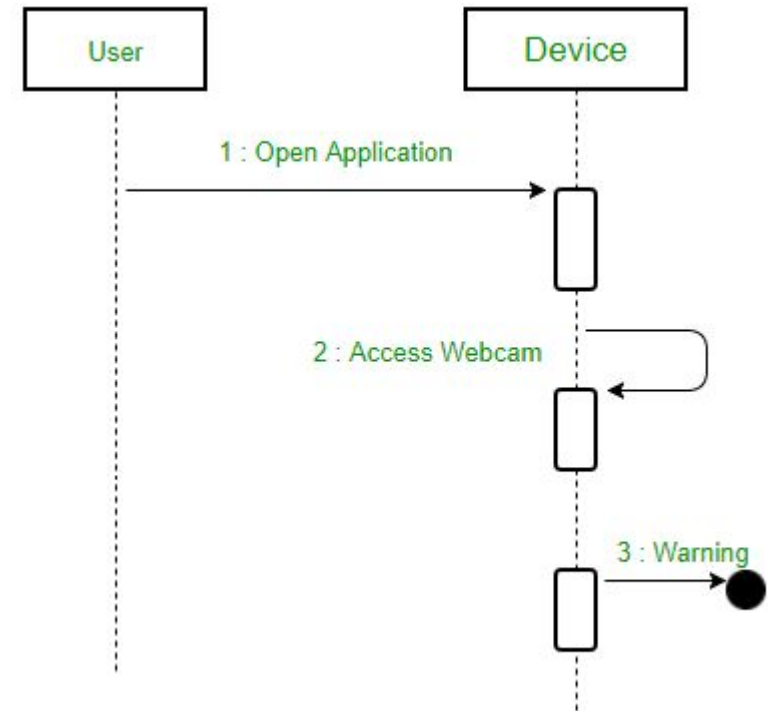 User
Device
1 : Open Application
2 : Access Webcam
3 : Warning